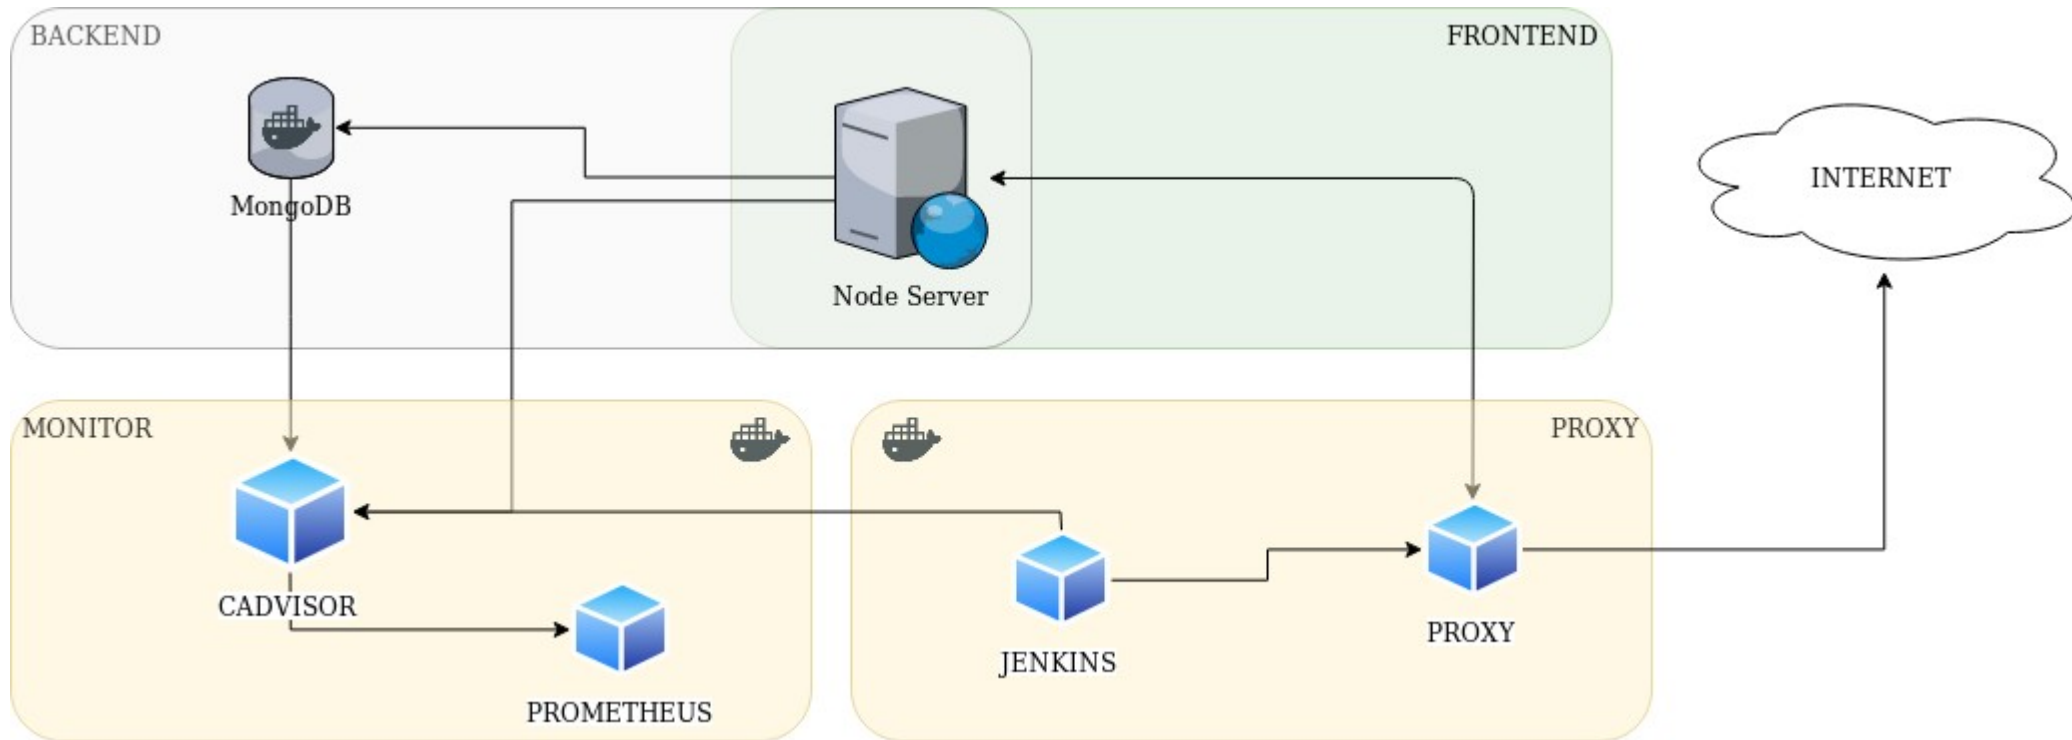 BACKEND
FRONTEND
MongoDB
Node Server
INTERNET
MONITOR
PROXY
CADVISOR
PROMETHEUS
JENKINS
PROXY